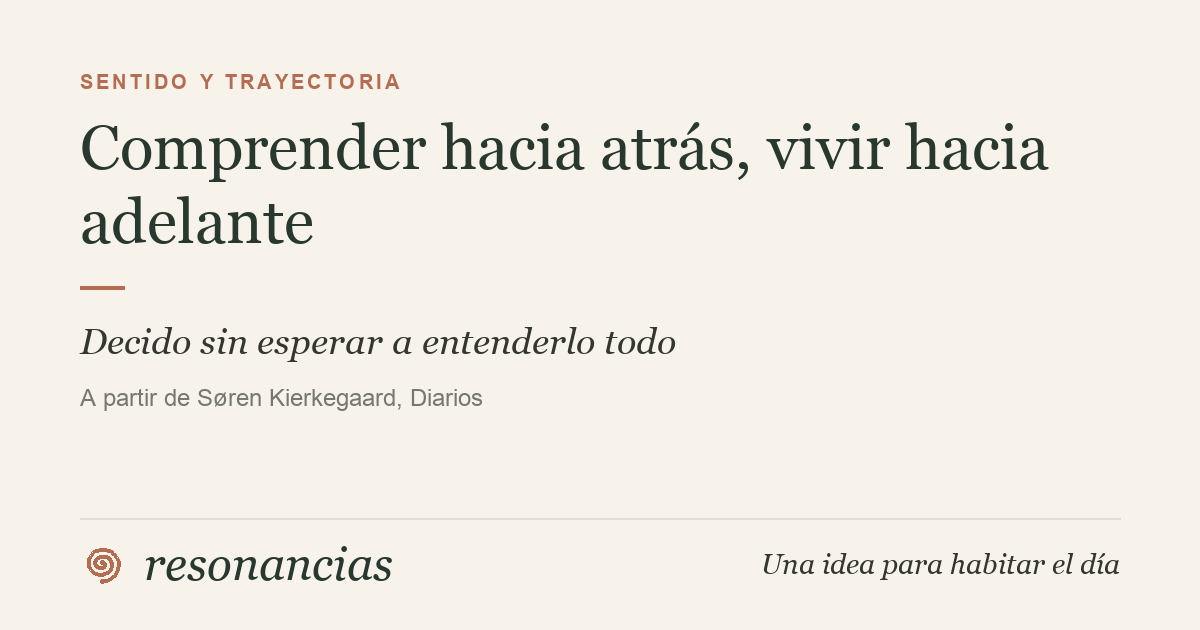 SENTIDO Y TRAYECTORIA
Comprender hacia atrás, vivir hacia
adelante
Decido sin esperar a entenderlo todo
A partir de Søren Kierkegaard, Diarios
resonancias
Una idea para habitar el día